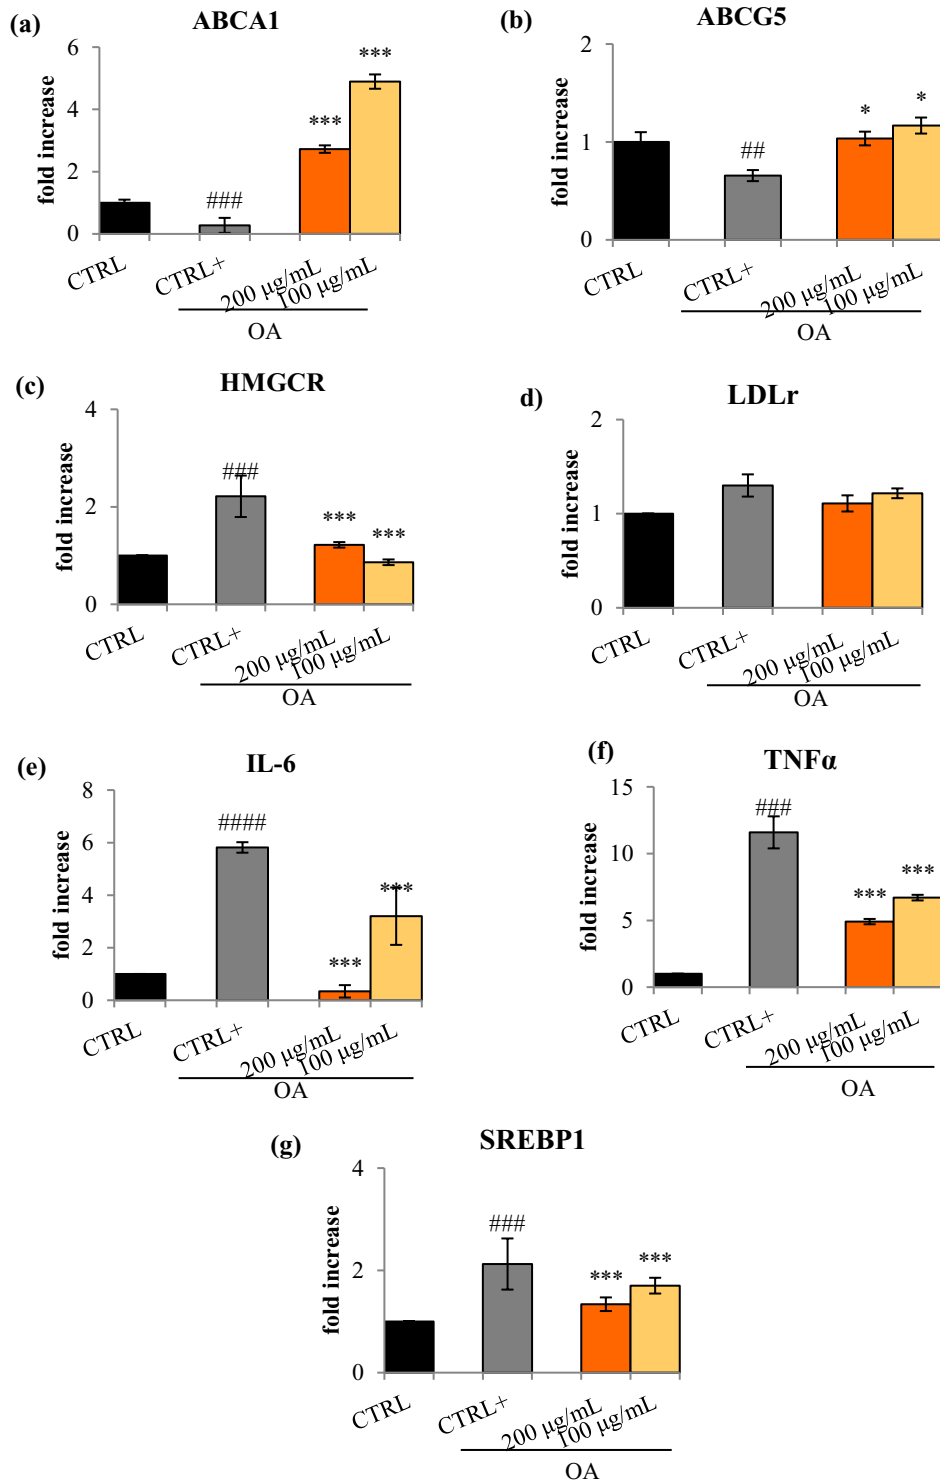 (a)
ABCA1
fold increase
6
4
2
0
###
***
***
CTRL
CTRL+
200 µg/mL
100 µg/mL
OA
(b)
ABCG5
fold increase
2
1
0
##
*
*
CTRL
CTRL+
200 µg/mL
100 µg/mL
OA
(c)
HMGCR
fold increase
4
2
0
###
***
***
CTRL
CTRL+
200 µg/mL
100 µg/mL
OA
d)
LDLr
fold increase
2
1
0
CTRL
CTRL+
200 µg/mL
100 µg/mL
OA
(e)
IL-6
fold increase
8
6
4
2
0
####
***
***
CTRL
CTRL+
200 µg/mL
100 µg/mL
OA
(f)
TNFα
fold increase
15
10
5
0
###
***
***
CTRL
CTRL+
200 µg/mL
100 µg/mL
OA
(g)
SREBP1
fold increase
4
2
0
###
***
***
CTRL
CTRL+
200 µg/mL
100 µg/mL
OA